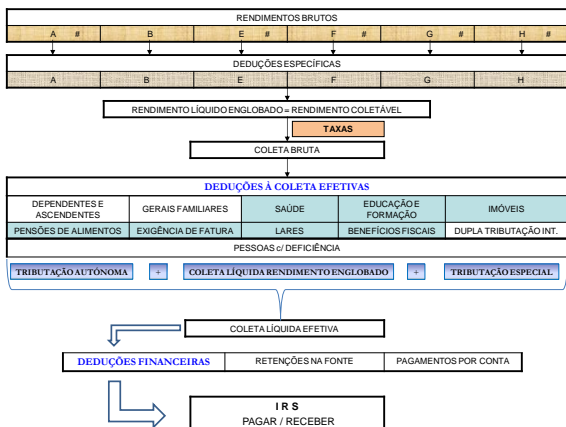 RENDIMENTOS BRUTOS
A # B E # F # G # H #
DEDUÇÕES ESPECÍFICAS
A B E F G H
RENDIMENTO LÍQUIDO ENGLOBADO = RENDIMENTO COLETÁVEL
TAXAS
COLETA BRUTA
DEDUÇÕES À COLETA EFETIVAS
DEPENDENTES E
ASCENDENTES
GERAIS FAMILIARES
SAÚDE
EDUCAÇÃO E
FORMAÇÃO
IMÓVEIS
PENSÕES DE ALIMENTOS
EXIGÊNCIA DE FATURA
LARES
BENEFÍCIOS FISCAIS
DUPLA TRIBUTAÇÃO INT.
PESSOAS c/ DEFICIÊNCIA
TRIBUTAÇÃO AUTÓNOMA + COLETA LÍQUIDA RENDIMENTO ENGLOBADO + TRIBUTAÇÃO ESPECIAL
COLETA LÍQUIDA EFETIVA
DEDUÇÕES FINANCEIRAS
RETENÇÕES NA FONTE
PAGAMENTOS POR CONTA
I R S
PAGAR / RECEBER